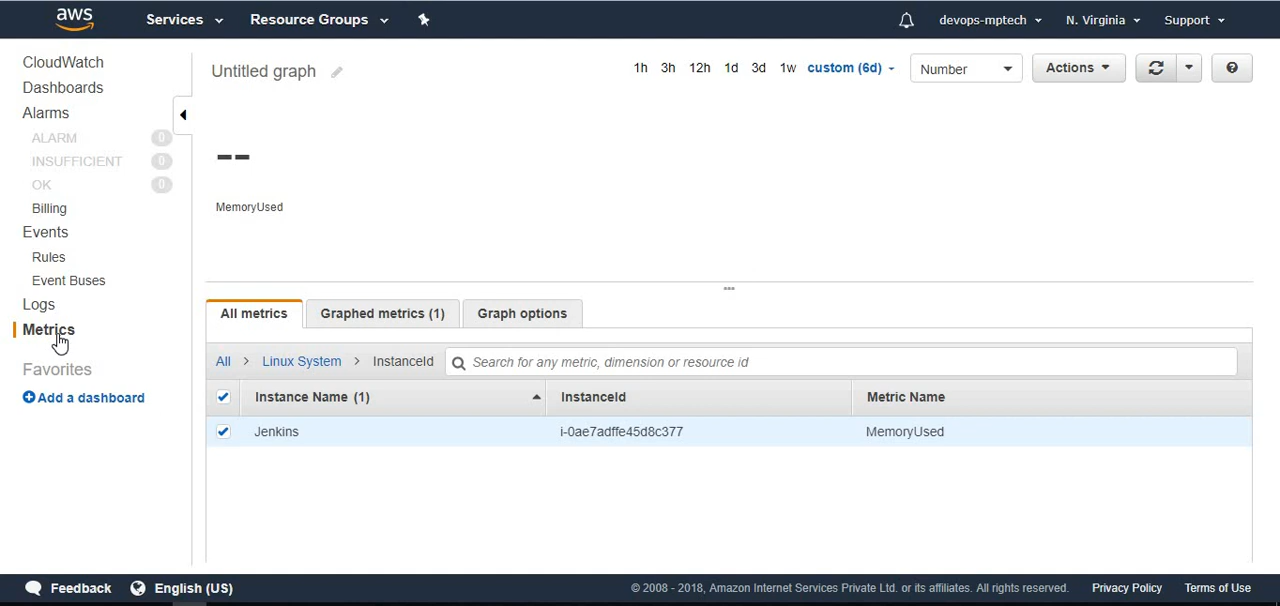 aws Services Resource Groups devops-mptech N. Virginia Support
CloudWatch
Dashboards
Alarms
ALARM 0
INSUFFICIENT 0
OK 0
Billing
Events
Rules
Event Buses
Logs
Metrics
Favorites
Add a dashboard
Untitled graph 1h 3h 12h 1d 3d 1w custom (6d) Number Actions
--
MemoryUsed
All metrics Graphed metrics (1) Graph options
All > Linux System > InstanceId Search for any metric, dimension or resource id
Instance Name (1) InstanceId Metric Name
Jenkins i-0ae7adffe45d8c377 MemoryUsed
Feedback English (US) © 2008 - 2018, Amazon Internet Services Private Ltd. or its affiliates. All rights reserved. Privacy Policy Terms of Use